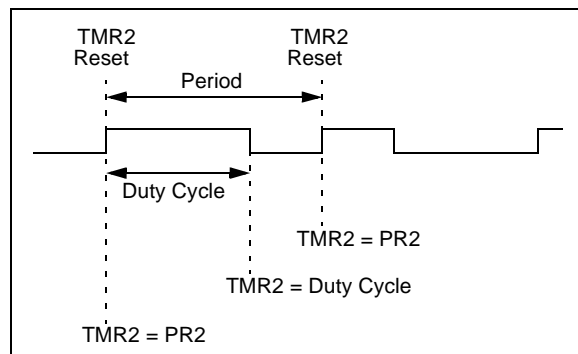 TMR2
Reset
TMR2
Reset
Period
Duty Cycle
TMR2 = PR2
TMR2 = Duty Cycle
TMR2 = PR2